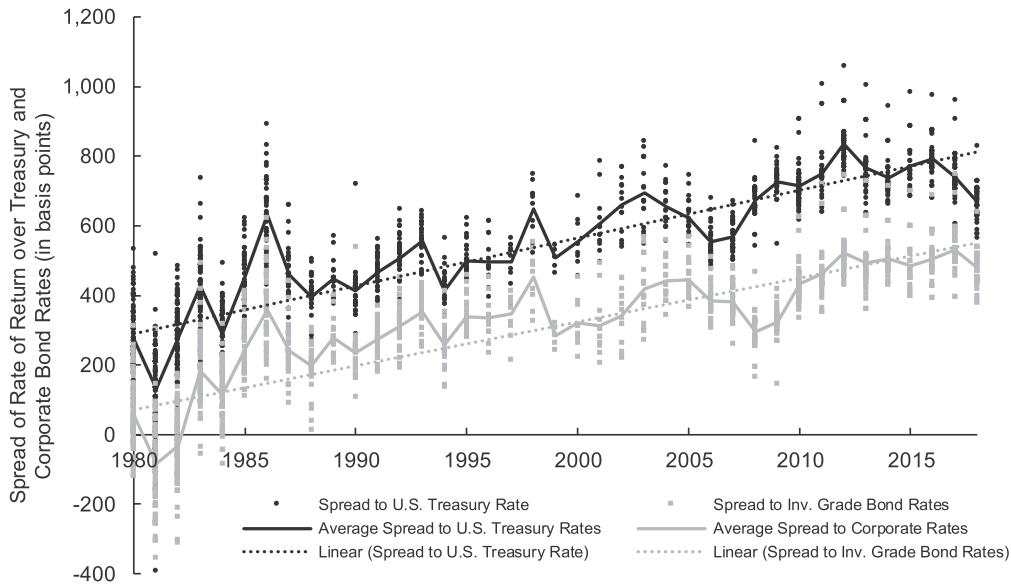 Spread of Rate of Return over Treasury and
Corporate Bond Rates (in basis points)
1,200
1,000
800
600
400
200
0
-200
-400
1980
1985
1990
1995
2000
2005
2010
2015
Spread to U.S. Treasury Rate
Spread to Inv. Grade Bond Rates
Average Spread to U.S. Treasury Rates
Average Spread to Corporate Rates
Linear (Spread to U.S. Treasury Rate)
Linear (Spread to Inv. Grade Bond Rates)